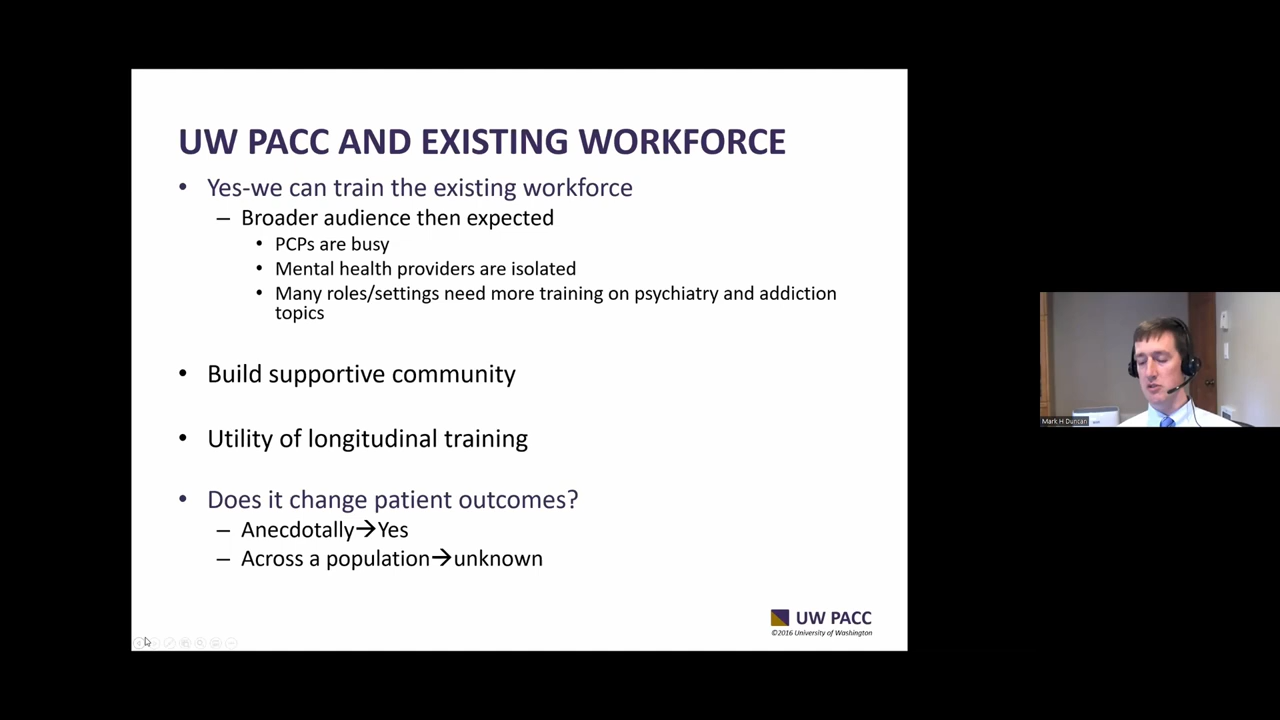 UW PACC AND EXISTING WORKFORCE
• Yes-we can train the existing workforce
– Broader audience then expected
• PCPs are busy
• Mental health providers are isolated
• Many roles/settings need more training on psychiatry and addiction
topics
• Build supportive community
• Utility of longitudinal training
• Does it change patient outcomes?
– Anecdotally→Yes
– Across a population→unknown
UW PACC
©2016 University of Washington
Mark H Duncan